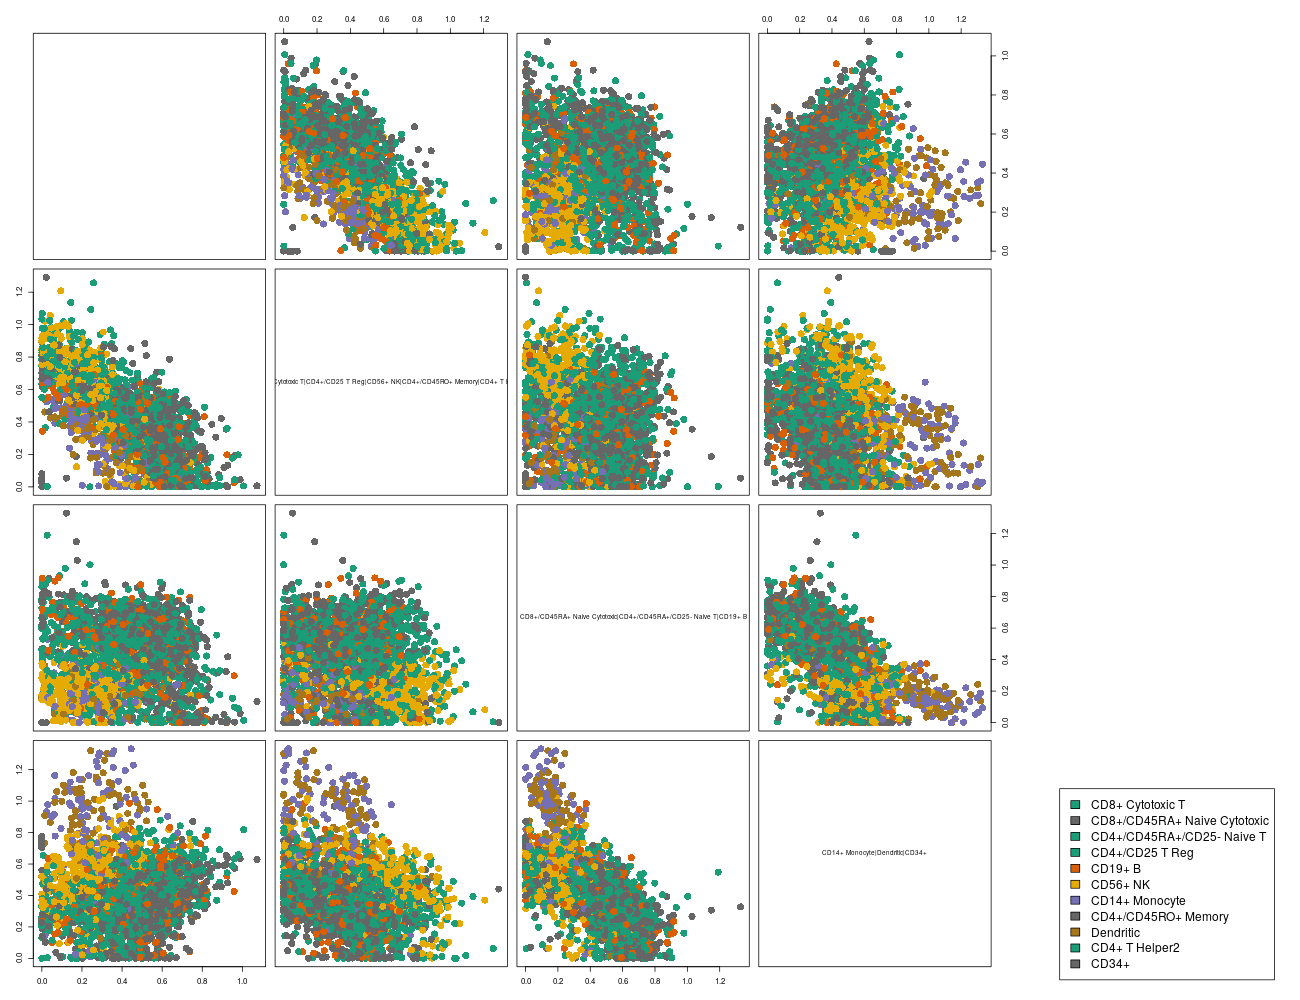 0.0 0.2 0.4 0.6 0.8 1.0 1.2
0.0 0.2 0.4 0.6 0.8 1.0 1.2
0.0 0.2 0.4 0.6 0.8 1.0
0.0 0.2 0.4 0.6 0.8 1.0 1.2
Cytotoxic T|CD4+/CD25 T Reg|CD56+ NK|CD4+/CD45RO+ Memory|CD4+ T
CD8+/CD45RA+ Naive Cytotoxic|CD4+/CD45RA+/CD25- Naive T|CD19+ B
0.0 0.2 0.4 0.6 0.8 1.0 1.2
0.0 0.2 0.4 0.6 0.8 1.0 1.2
CD14+ Monocyte|Dendritic|CD34+
0.0 0.2 0.4 0.6 0.8 1.0
0.0 0.2 0.4 0.6 0.8 1.0 1.2
CD8+ Cytotoxic T
CD8+/CD45RA+ Naive Cytotoxic
CD4+/CD45RA+/CD25- Naive T
CD4+/CD25 T Reg
CD19+ B
CD56+ NK
CD14+ Monocyte
CD4+/CD45RO+ Memory
Dendritic
CD4+ T Helper2
CD34+